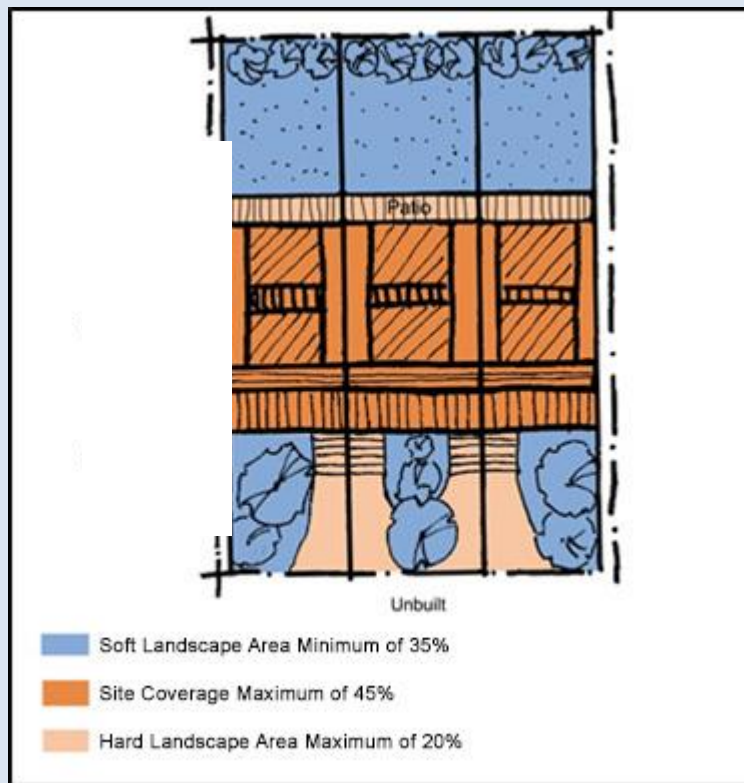 Patio
Unbuilt
Soft Landscape Area Minimum of 35%
Site Coverage Maximum of 45%
Hard Landscape Area Maximum of 20%